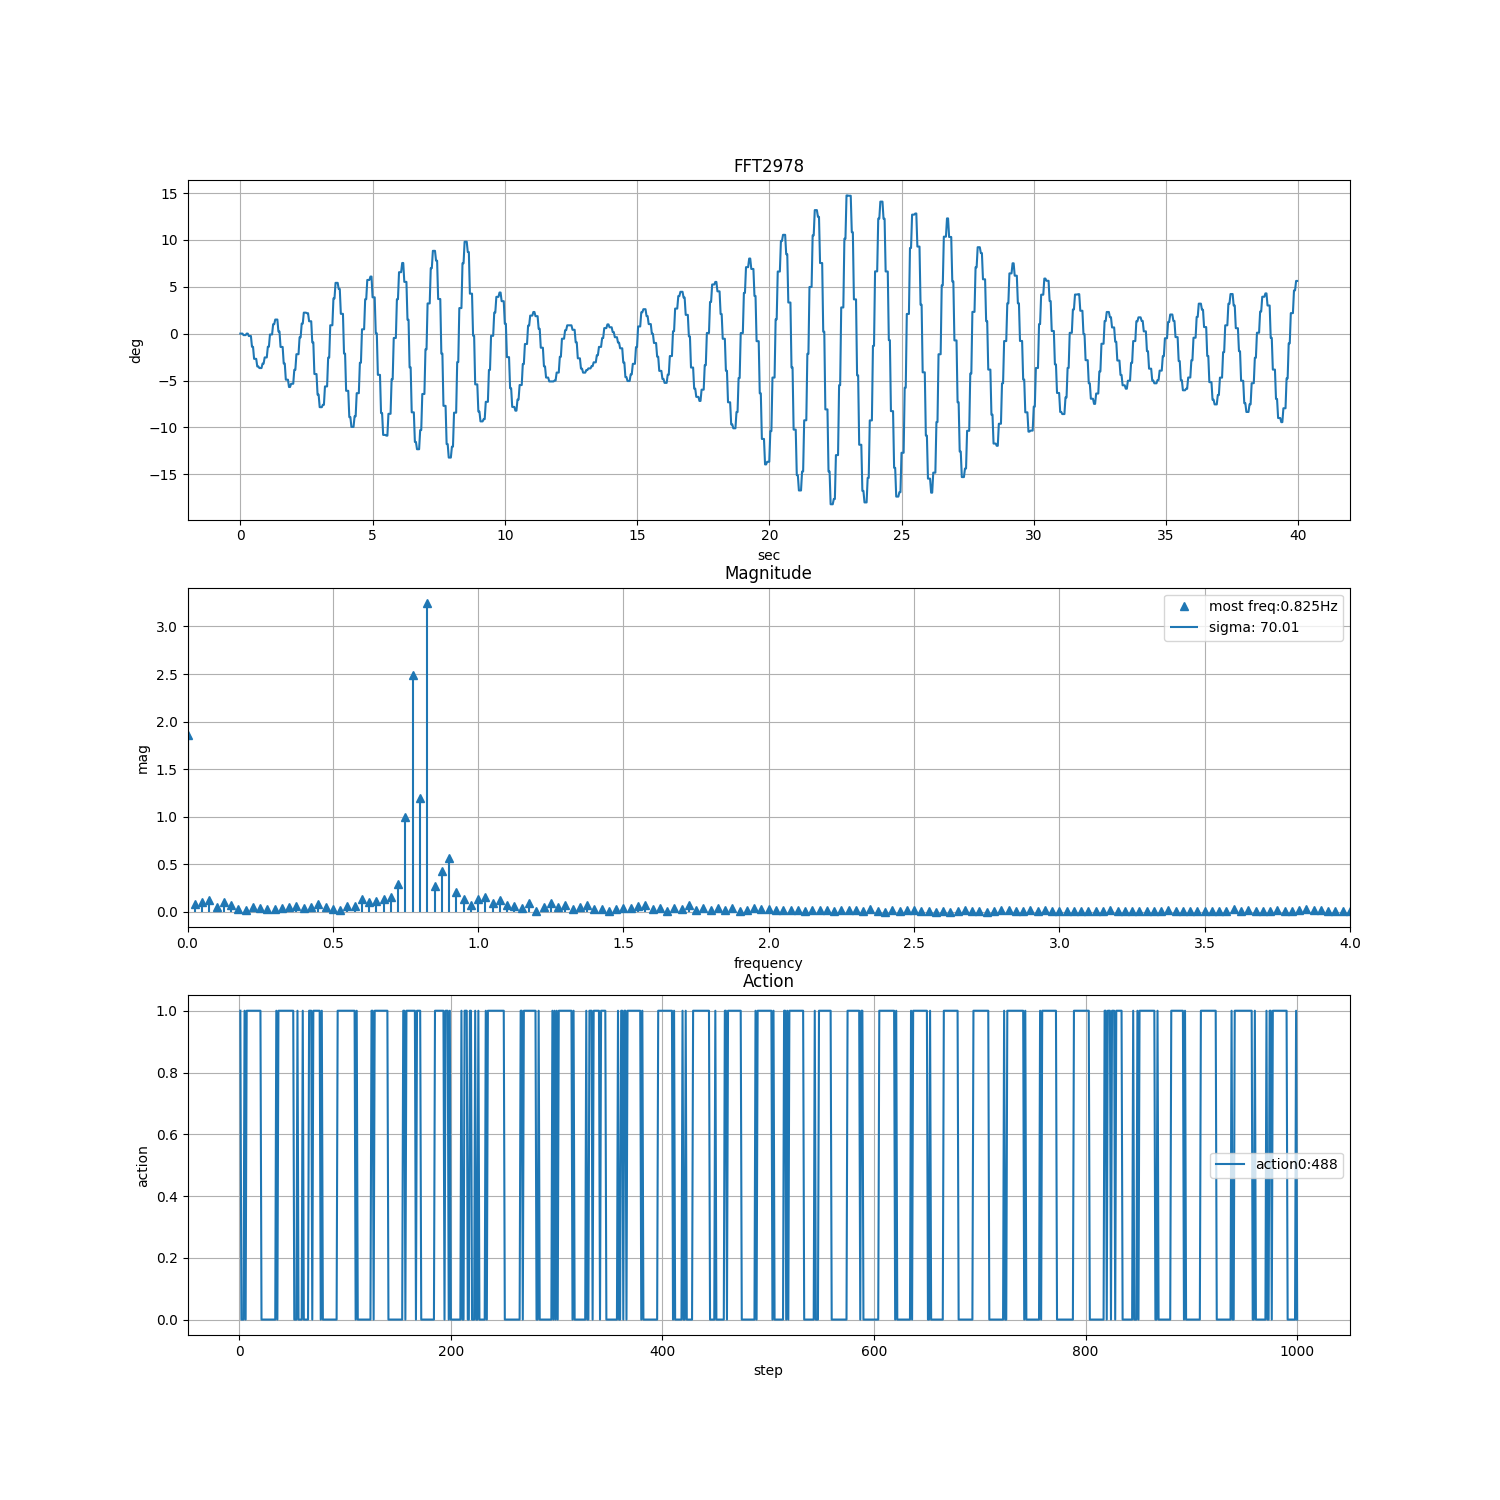 FFT2978
15
10
5
0
−5
−10
−15
deg
0 5 10 15 20 25 30 35 40
sec
Magnitude
most freq:0.825Hz
sigma: 70.01
3.0
2.5
2.0
1.5
1.0
0.5
0.0
mag
0.0 0.5 1.0 1.5 2.0 2.5 3.0 3.5 4.0
frequency
Action
1.0
0.8
0.6
0.4
0.2
0.0
action
action0:488
0 200 400 600 800 1000
step